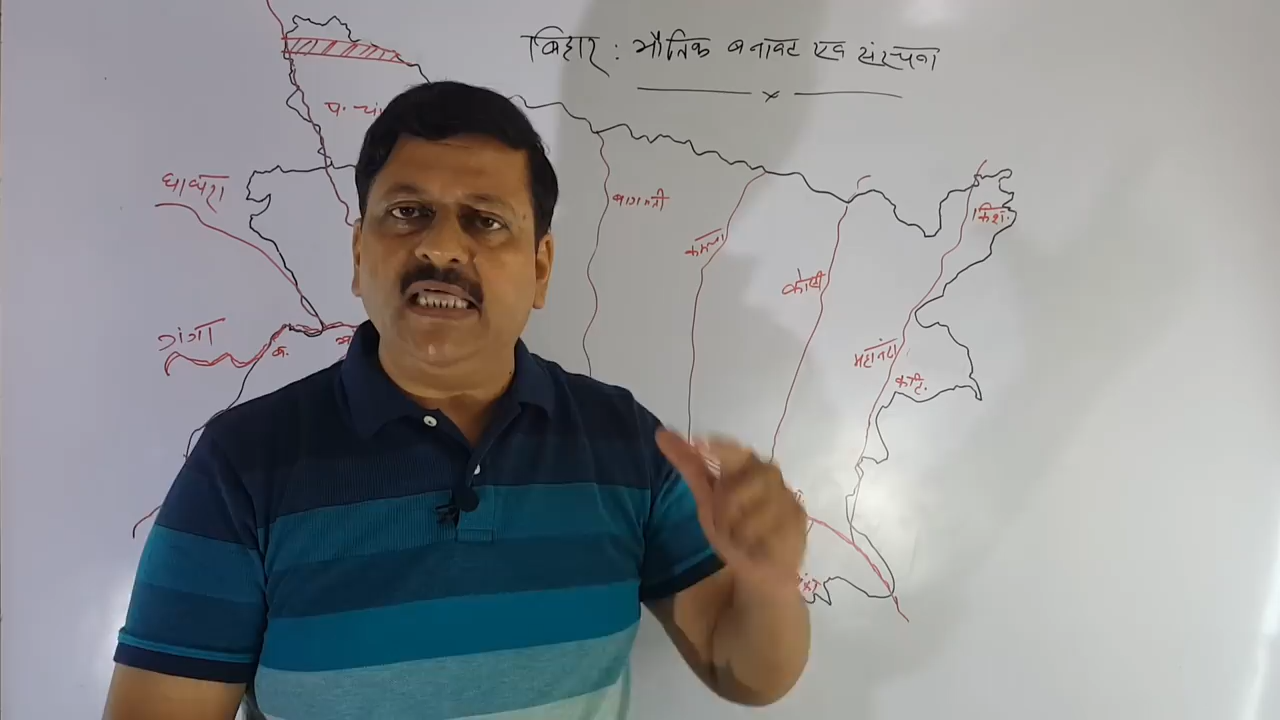 बिहार : भौतिक बनावट एवं संरचना
प. चं
घाघरा
बागमती
किश.
कमला
कोसी
गंगा
ब.
महानंदा
कटि.